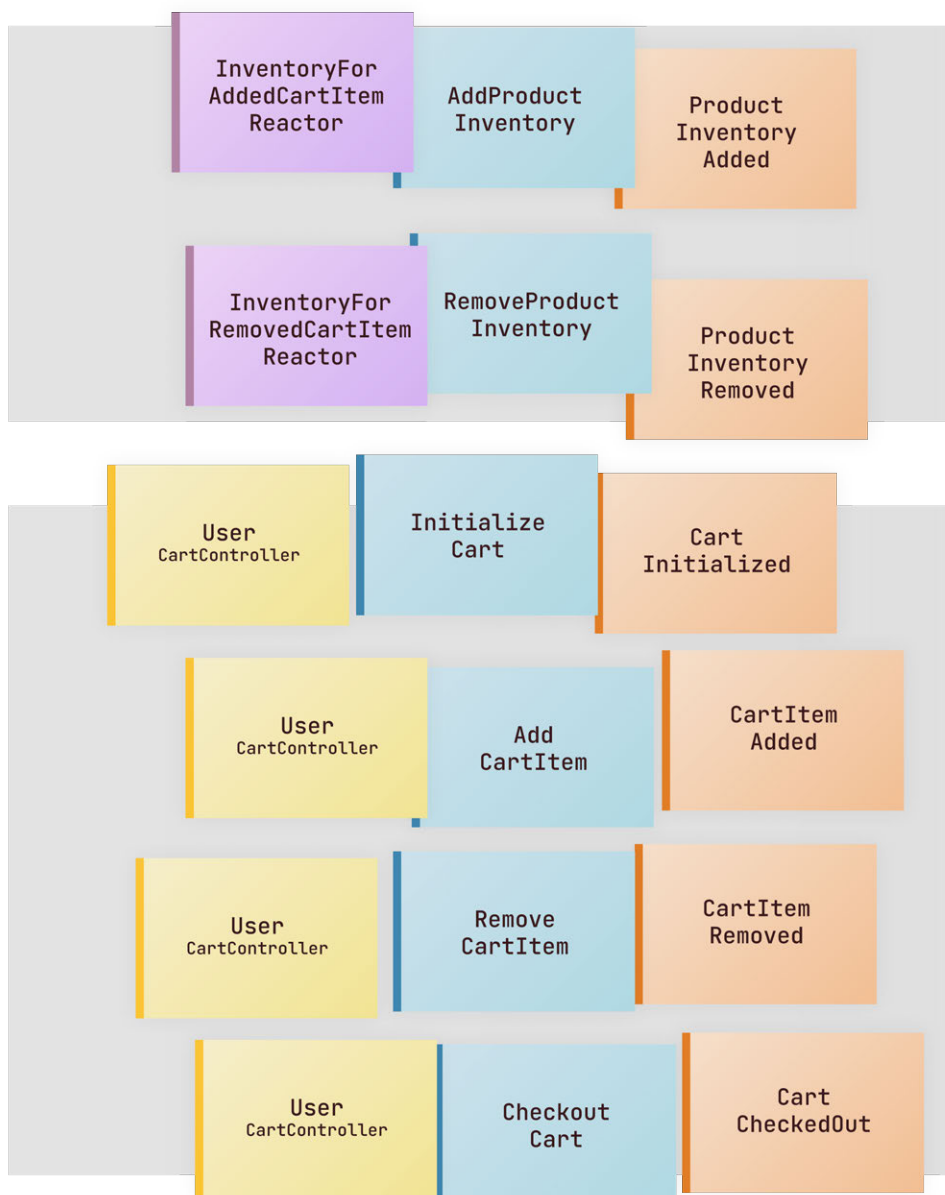 InventoryFor
AddedCartItem
Reactor
AddProduct
Inventory
Product
Inventory
Added
InventoryFor
RemovedCartItem
Reactor
RemoveProduct
Inventory
Product
Inventory
Removed
User
CartController
Initialize
Cart
Cart
Initialized
User
CartController
Add
CartItem
CartItem
Added
User
CartController
Remove
CartItem
CartItem
Removed
User
CartController
Checkout
Cart
Cart
CheckedOut